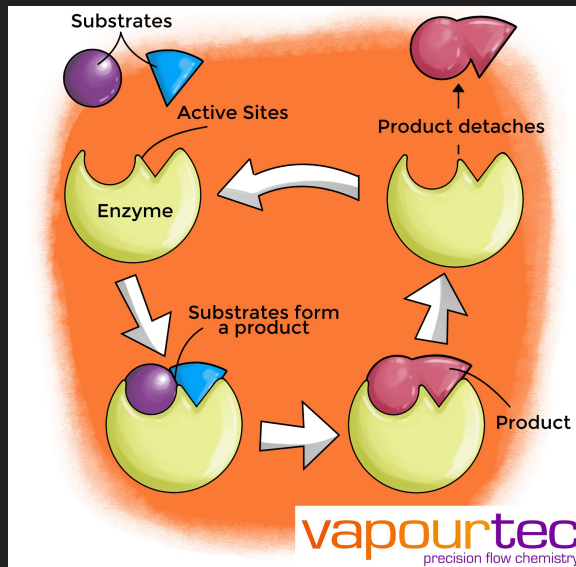 Substrates
Active Sites
Product detaches
Enzyme
Substrates form
a product
Product
vapourtec
precision flow chemistry